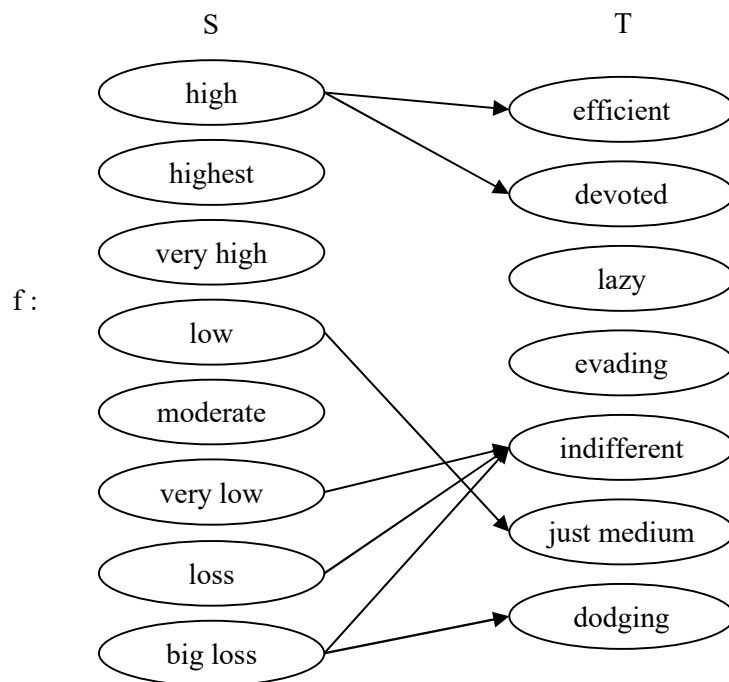 S
T
high
efficient
highest
devoted
very high
lazy
f :
low
evading
moderate
indifferent
very low
just medium
loss
dodging
big loss